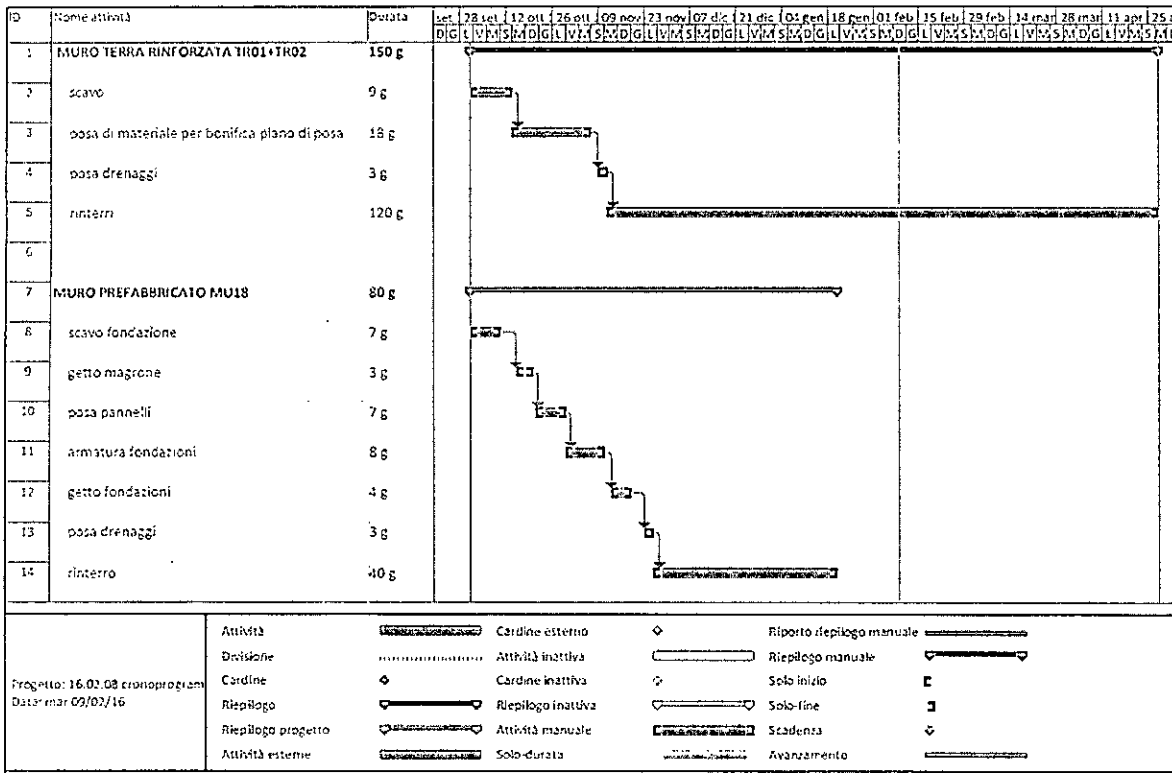 ID Nome attività Durata set 28 set 12 ott 26 ott 09 nov 23 nov 07 dic 21 dic 04 gen 18 gen 01 feb 15 feb 29 feb 14 mar 28 mar 11 apr 25
1 MURO TERRA RINFORZATA TR01+TR02 150 g
2 scavo 9 g
3 posa di materiale per bonifica piano di posa 18 g
4 posa drenaggi 3 g
5 rinterri 120 g
6
7 MURO PREFABBRICATO MU18 80 g
8 scavo fondazione 7 g
9 getto magrone 3 g
10 posa pannelli 7 g
11 armatura fondazioni 8 g
12 getto fondazioni 4 g
13 posa drenaggi 3 g
14 rinterro 40 g
Progetto: 16.02.08 cronoprogram
Data: mar 09/02/16
Attività Cardine esterno Riporto riepilogo manuale
Divisione Attività inattiva Riepilogo manuale
Cardine Cardine inattiva Solo inizio
Riepilogo Riepilogo inattiva Solo-fine
Riepilogo progetto Attività manuale Scadenza
Attività esterne Solo-durata Avanzamento